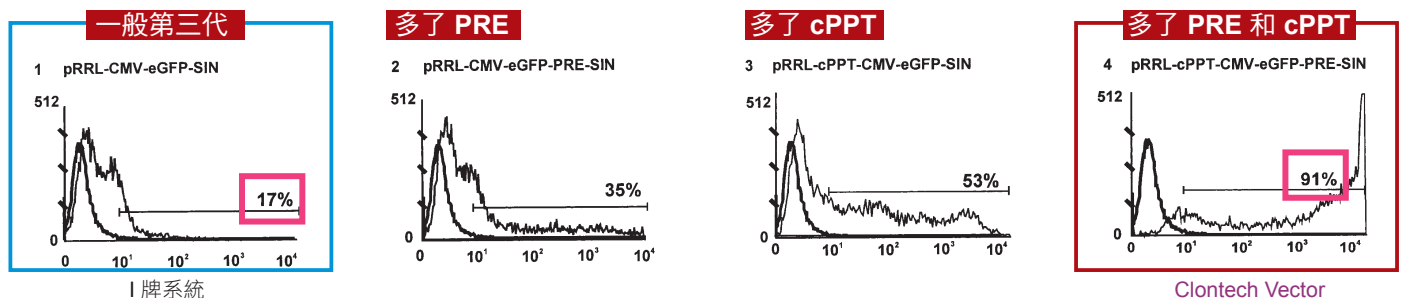 一般第三代
1 pRRL-CMV-eGFP-SIN
512
17%
0
0 10¹ 10² 10³ 10⁴
I 牌系統
多了 PRE
2 pRRL-CMV-eGFP-PRE-SIN
512
35%
0
0 10¹ 10² 10³ 10⁴
多了 cPPT
3 pRRL-cPPT-CMV-eGFP-SIN
512
53%
0
0 10¹ 10² 10³ 10⁴
多了 PRE 和 cPPT
4 pRRL-cPPT-CMV-eGFP-PRE-SIN
512
91%
0
0 10¹ 10² 10³ 10⁴
Clontech Vector